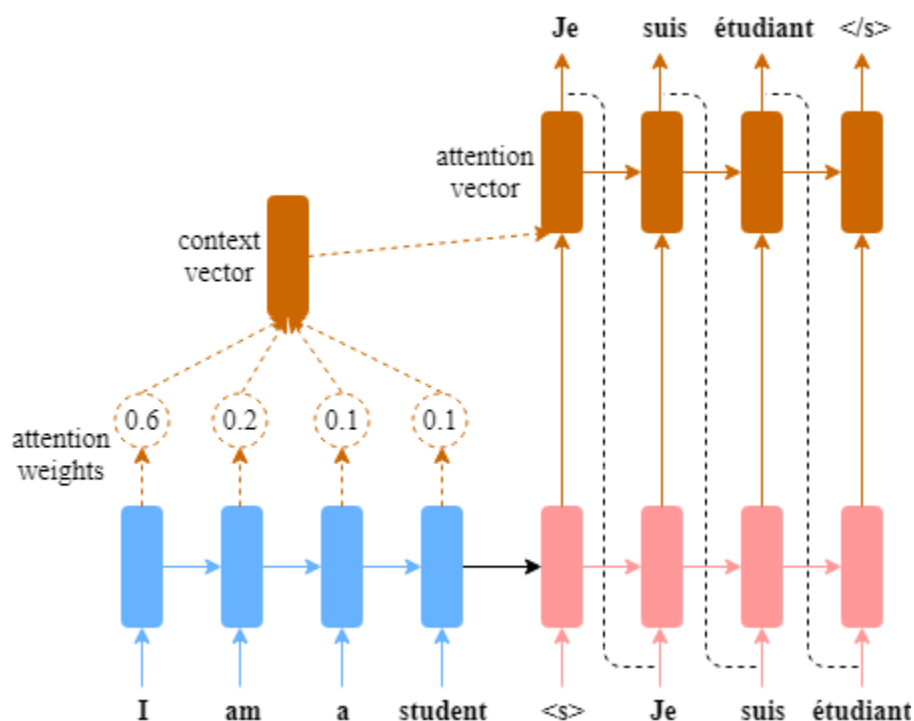 Je suis étudiant </s>
attention
vector
context
vector
0.6 0.2 0.1 0.1
attention
weights
I am a student <s> Je suis étudiant